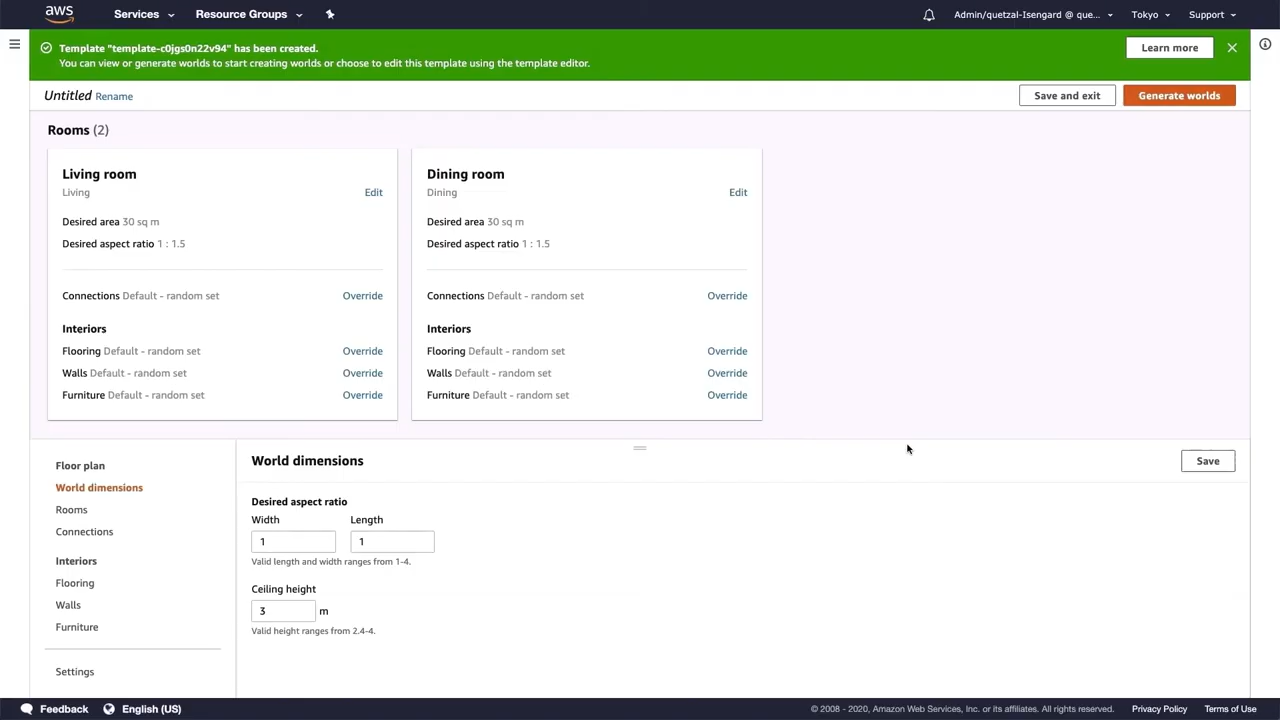 aws Services Resource Groups Admin/quetzal-Isengard @ que... Tokyo Support
Template "template-c0jgs0n22v94" has been created.
You can view or generate worlds to start creating worlds or choose to edit this template using the template editor.
Learn more
Untitled Rename Save and exit Generate worlds
Rooms (2)
Living room
Living Edit
Desired area 30 sq m
Desired aspect ratio 1 : 1.5
Connections Default - random set Override
Interiors
Flooring Default - random set Override
Walls Default - random set Override
Furniture Default - random set Override
Dining room
Dining Edit
Desired area 30 sq m
Desired aspect ratio 1 : 1.5
Connections Default - random set Override
Interiors
Flooring Default - random set Override
Walls Default - random set Override
Furniture Default - random set Override
Floor plan
World dimensions
Rooms
Connections
Interiors
Flooring
Walls
Furniture
Settings
World dimensions Save
Desired aspect ratio
Width Length
1 1
Valid length and width ranges from 1-4.
Ceiling height
3 m
Valid height ranges from 2.4-4.
Feedback English (US) © 2008 - 2020, Amazon Web Services, Inc. or its affiliates. All rights reserved. Privacy Policy Terms of Use